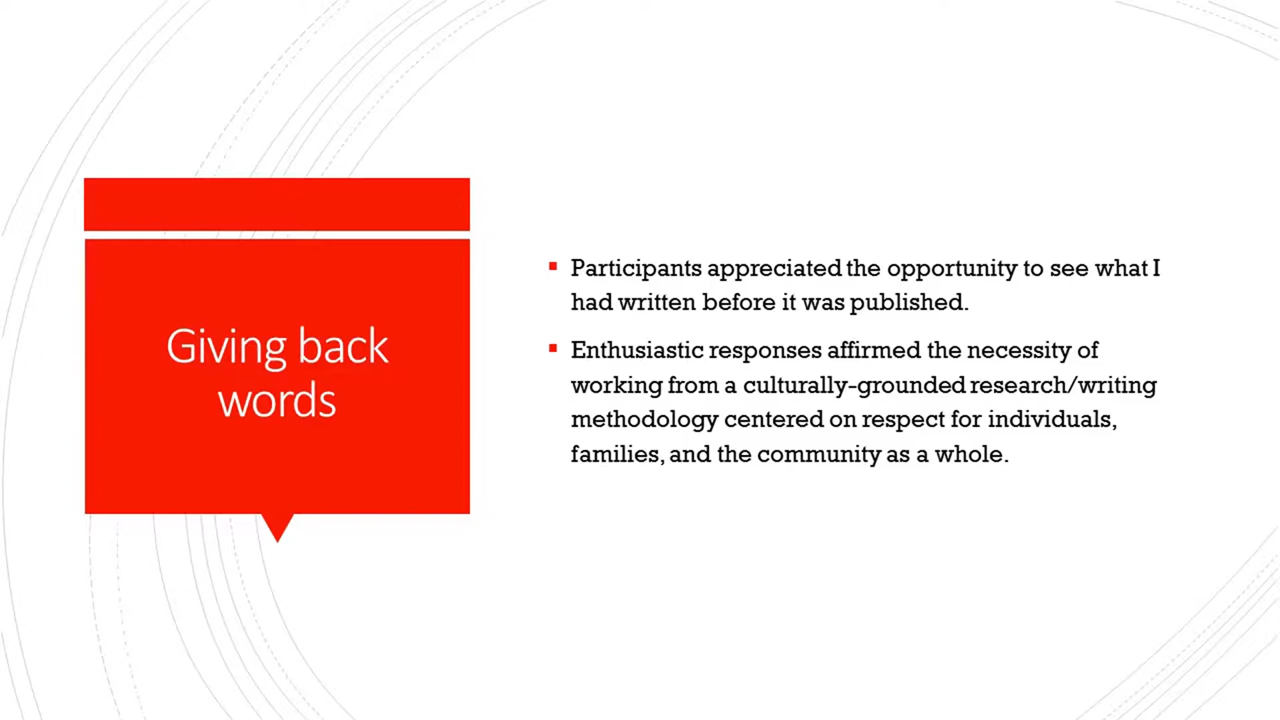 Giving back
words
Participants appreciated the opportunity to see what I
had written before it was published.
Enthusiastic responses affirmed the necessity of
working from a culturally-grounded research/writing
methodology centered on respect for individuals,
families, and the community as a whole.